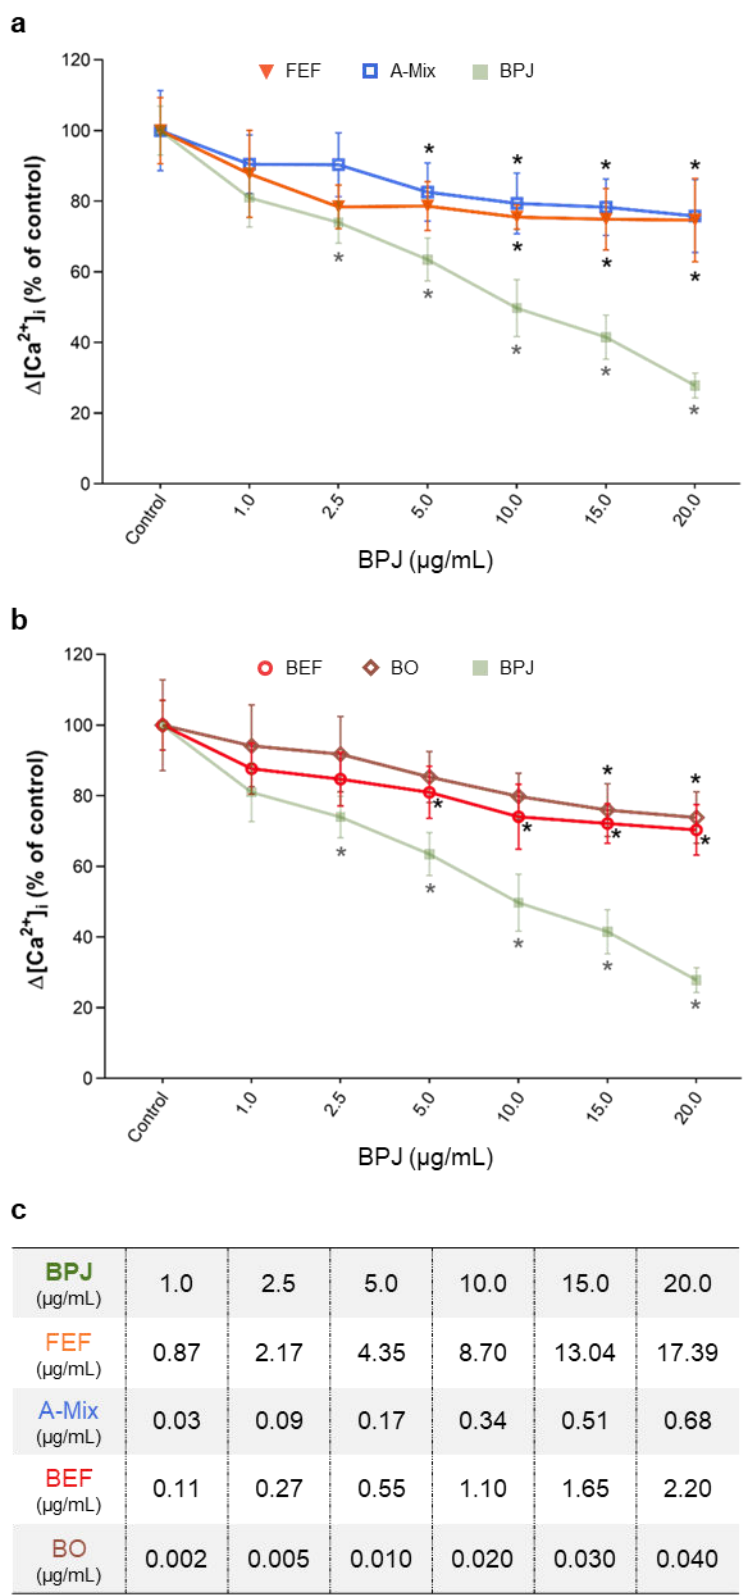 a
FEF A-Mix BPJ
120
100
80
60
40
20
0
Δ[Ca²⁺]ᵢ (% of control)
* * * *
* * *
* * * * * *
Control 1.0 2.5 5.0 10.0 15.0 20.0
BPJ (µg/mL)
b
BEF BO BPJ
120
100
80
60
40
20
0
Δ[Ca²⁺]ᵢ (% of control)
* *
* * * *
* * * * *
Control 1.0 2.5 5.0 10.0 15.0 20.0
BPJ (µg/mL)
c
BPJ (µg/mL) 1.0 2.5 5.0 10.0 15.0 20.0
FEF (µg/mL) 0.87 2.17 4.35 8.70 13.04 17.39
A-Mix (µg/mL) 0.03 0.09 0.17 0.34 0.51 0.68
BEF (µg/mL) 0.11 0.27 0.55 1.10 1.65 2.20
BO (µg/mL) 0.002 0.005 0.010 0.020 0.030 0.040